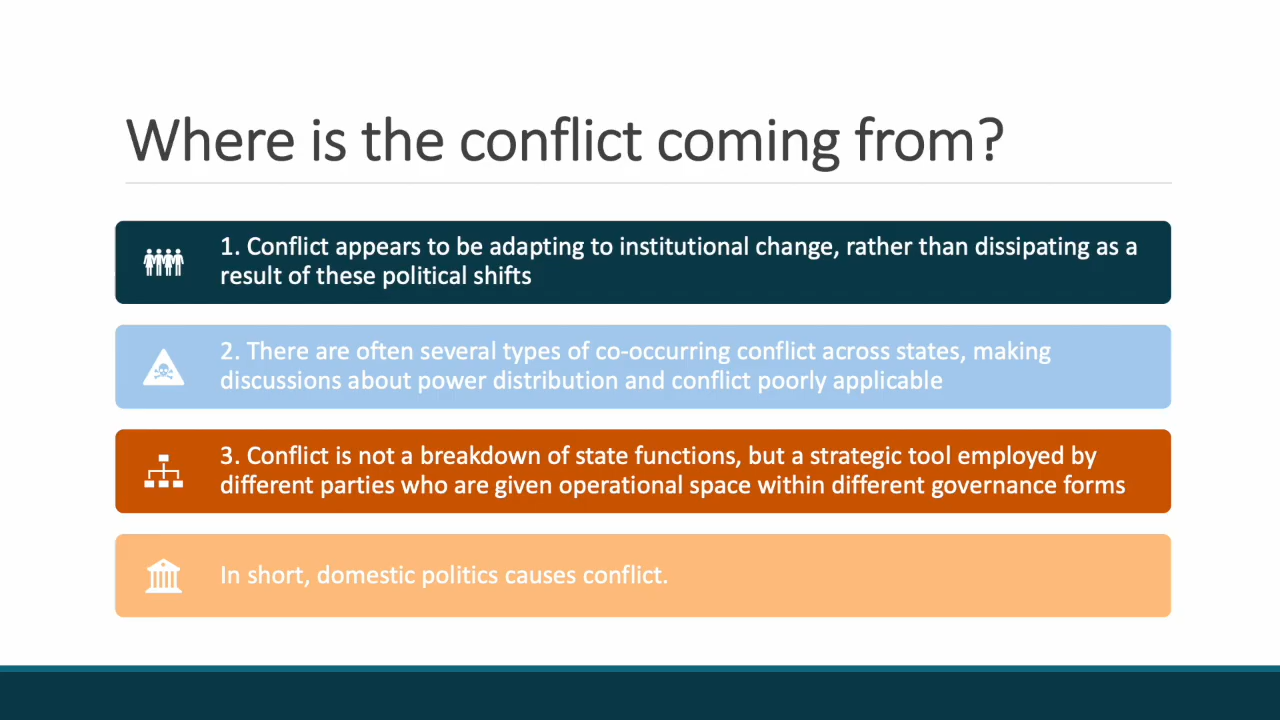 Where is the conflict coming from?
1. Conflict appears to be adapting to institutional change, rather than dissipating as a
result of these political shifts
2. There are often several types of co-occurring conflict across states, making
discussions about power distribution and conflict poorly applicable
3. Conflict is not a breakdown of state functions, but a strategic tool employed by
different parties who are given operational space within different governance forms
In short, domestic politics causes conflict.